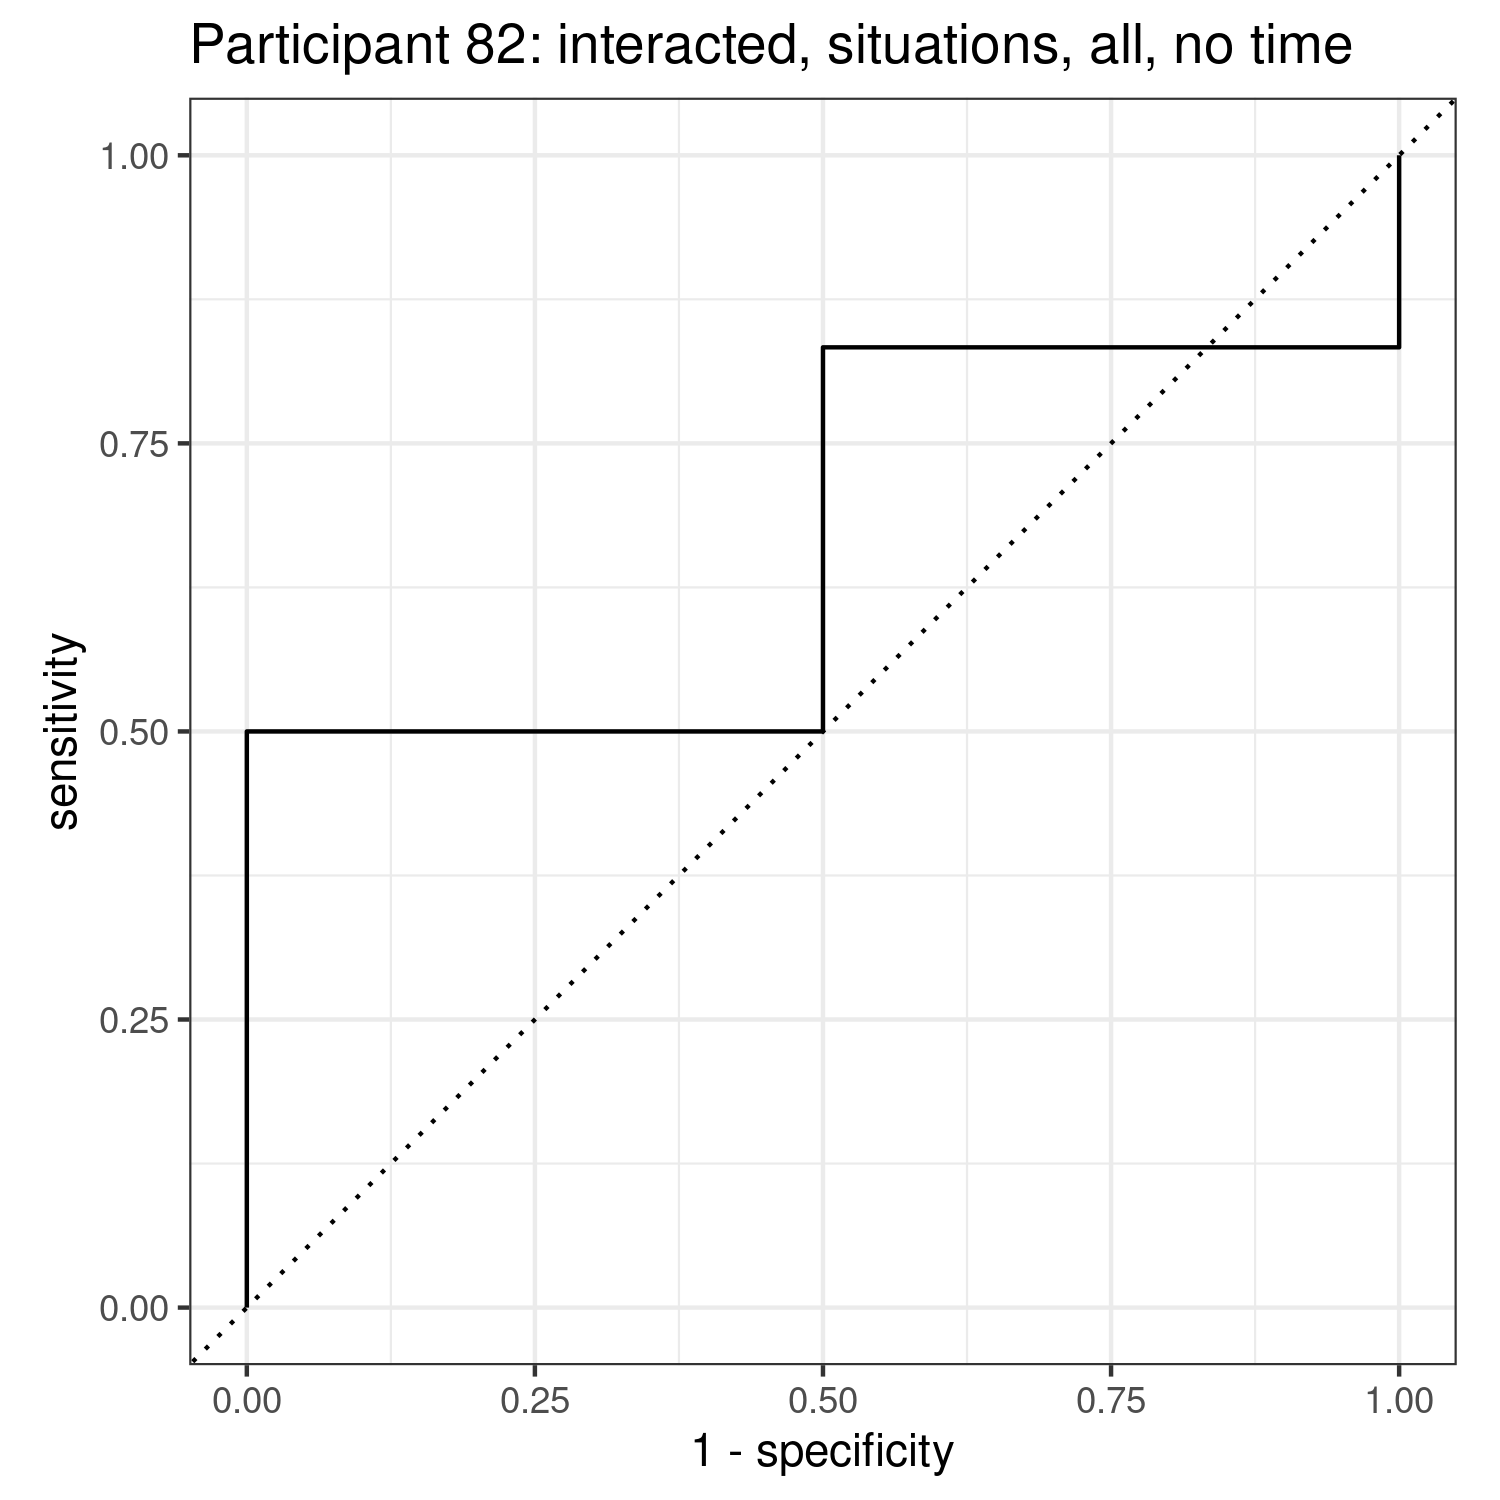 Participant 82: interacted, situations, all, no time
1.00
0.75
0.50
0.25
0.00
sensitivity
0.00 0.25 0.50 0.75 1.00
1 - specificity